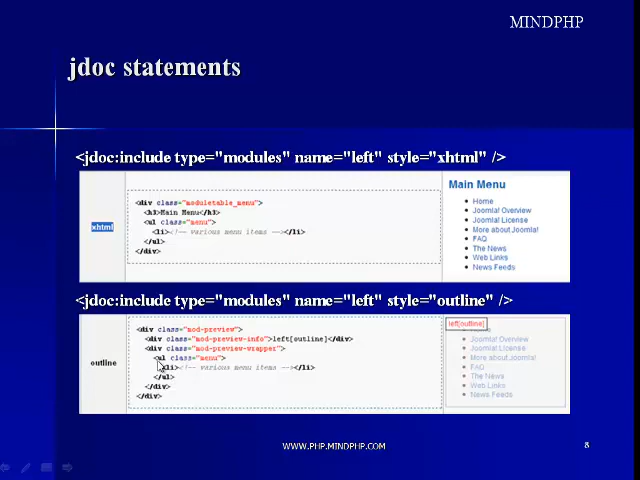 MINDPHP
jdoc statements
<jdoc:include type="modules" name="left" style="xhtml" />
xhtml
<div class="moduletable_menu">
<h3>Main Menu</h3>
<ul class="menu">
<li><!-- various menu items --></li>
</ul>
</div>
Main Menu
Home
Joomla! Overview
Joomla! License
More about Joomla!
FAQ
The News
Web Links
News Feeds
<jdoc:include type="modules" name="left" style="outline" />
outline
<div class="mod-preview">
<div class="mod-preview-info">left[outline]</div>
<div class="mod-preview-wrapper">
<ul class="menu">
<li><!-- various menu items --></li>
</ul>
</div>
</div>
left[outline]
Joomla! Overview
Joomla! License
More about Joomla!
FAQ
The News
Web Links
News Feeds
WWW.PHP.MINDPHP.COM
8